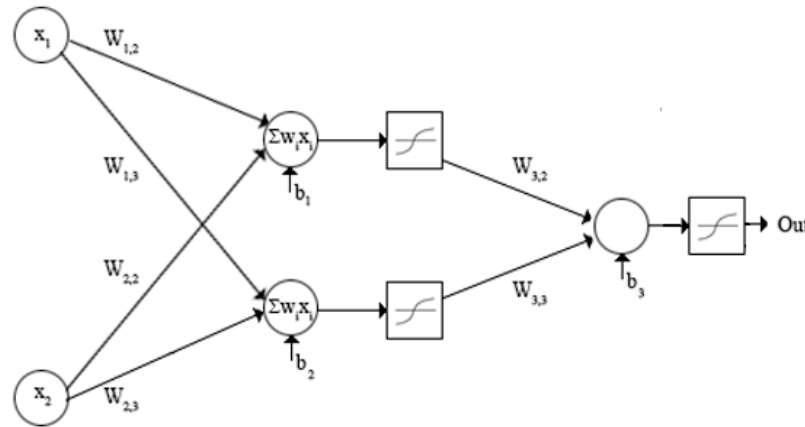 x1
W1,2
W1,3
W2,2
W2,3
x2
Σwixi
b1
Σwixi
b2
W3,2
W3,3
b3
Out